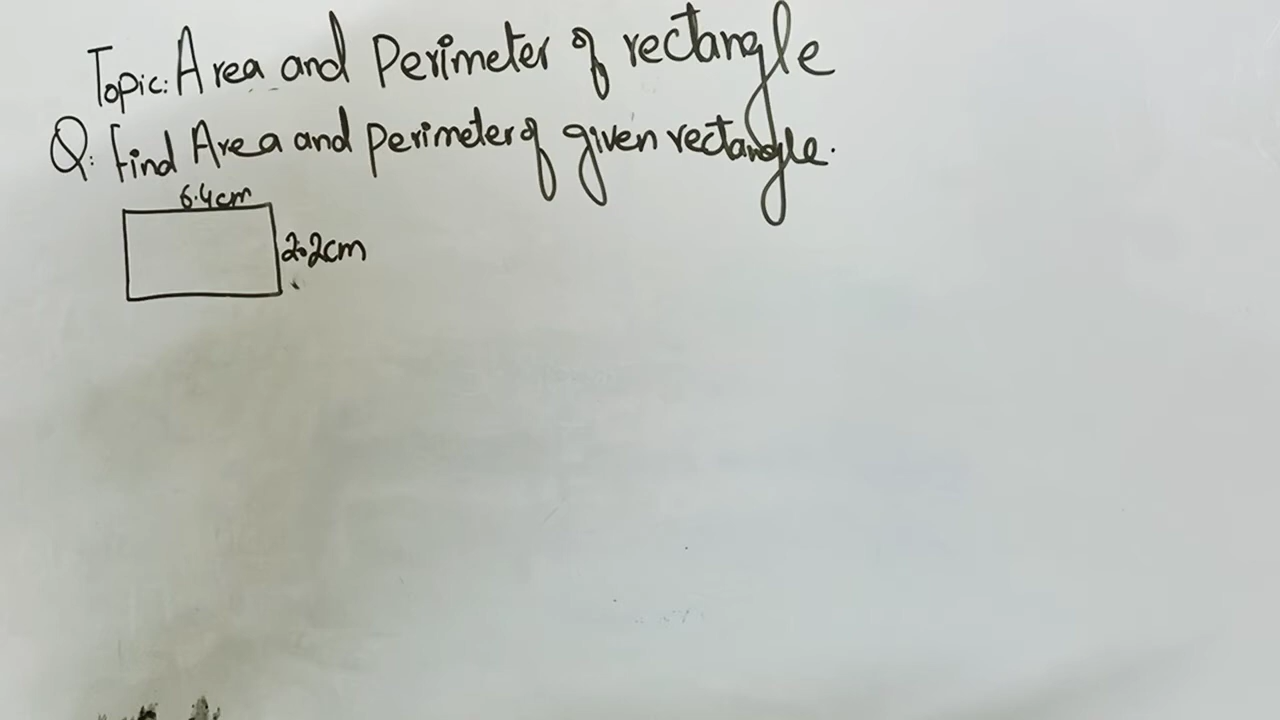 Topic: Area and Perimeter of rectangle
Q: Find Area and perimeter of given rectangle.
6.4cm
2.2cm